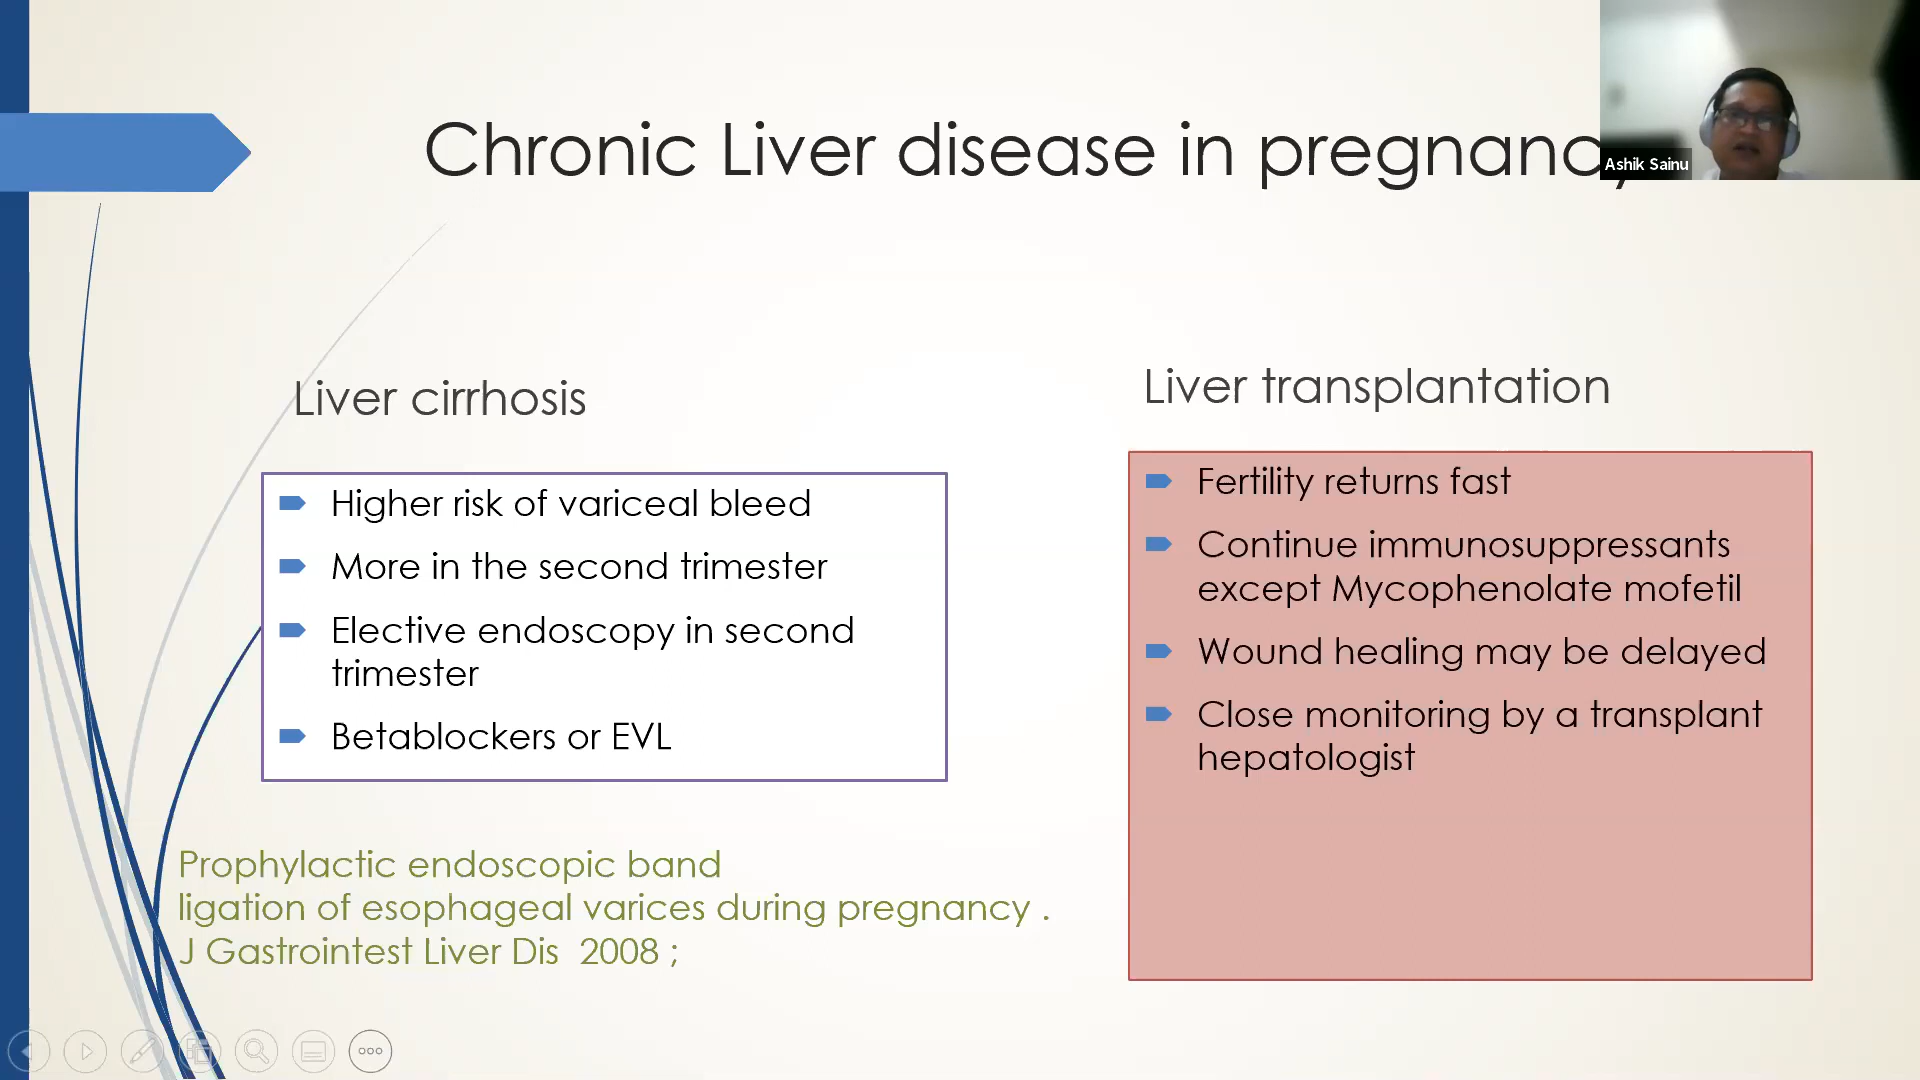 Chronic Liver disease in pregnancy
Ashik Sainu
Liver cirrhosis
Higher risk of variceal bleed
More in the second trimester
Elective endoscopy in second
trimester
Betablockers or EVL
Prophylactic endoscopic band
ligation of esophageal varices during pregnancy .
J Gastrointest Liver Dis 2008 ;
Liver transplantation
Fertility returns fast
Continue immunosuppressants
except Mycophenolate mofetil
Wound healing may be delayed
Close monitoring by a transplant
hepatologist